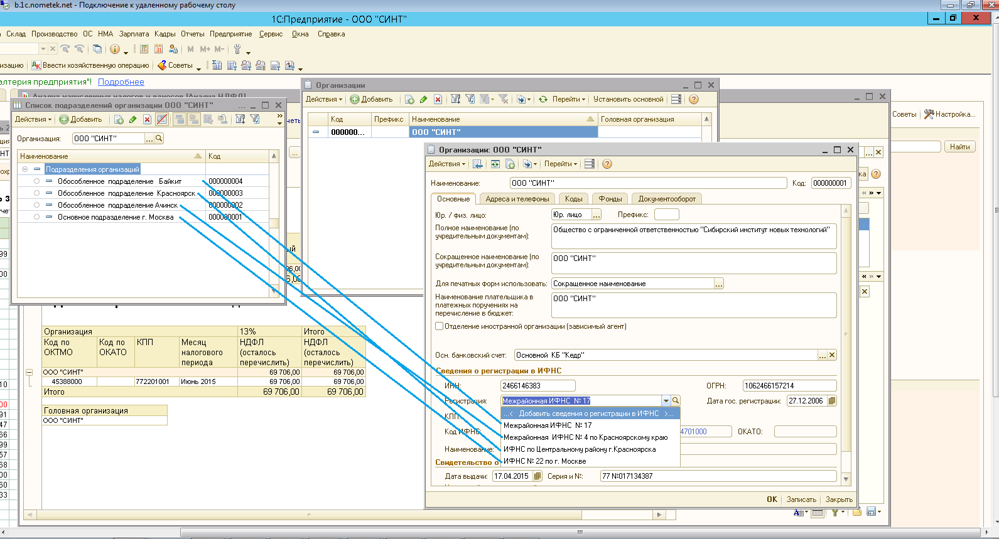 b.1c.nometek.net - Подключение к удаленному рабочему столу
1С:Предприятие - ООО "СИНТ"
Склад Производство ОС НМА Зарплата Кадры Отчеты Предприятие Сервис Окна Справка
M M+ M-
низацию Ввести хозяйственную операцию Советы
алтерия предприятия"! Подробнее
Организации
Действия Добавить Перейти Установить основной
Код Префикс Наименование Головная организация
000000... ООО "СИНТ"
Список подразделений организации ООО "СИНТ" ...
Действия Добавить
Организация: ООО "СИНТ" ...
Наименование Код
Подразделения организаций
Обособленное подраделение Байкит 000000004
Обособленное подраделение Красноярск 000000003
Обособленное подраделение Ачинск 000000002
Основное подразделение г. Москва 000000001
Советы Настройка...
Найти
Организации: ООО "СИНТ"
Действия Перейти
Наименование: ООО "СИНТ" Код: 000000001
Основные Адреса и телефоны Коды Фонды Документооборот
Юр. / физ. лицо: Юр. лицо ... Префикс:
Полное наименование (по учредительным документам): Общество с ограниченной ответственностью "Сибирский институт новых технологий"
Сокращенное наименование (по учредительным документам): ООО "СИНТ"
Для печатных форм использовать: Сокращенное наименование ...
Наименование плательщика в платежных поручениях на перечисление в бюджет: ООО "СИНТ"
Отделение иностранной организации (зависимый агент)
Осн. банковский счет: Основной КБ "Кедр" ...
Сведения о регистрации в ИФНС
ИНН: 2466146383 ОГРН: 1062466157214
Регистрация: Межрайонная ИФНС № 17 Дата гос. регистрации: 27.12.2006
...< Добавить сведения о регистрации в ИФНС >...
Межрайонная ИФНС № 17
Межрайонная ИФНС № 4 по Красноярскому краю
ИФНС по Центральному району г.Красноярска
ИФНС № 22 по г. Москве
КПП:
Код ИФНС: 4701000 ОКАТО:
Наименование:
Свидетельство о
Дата выдачи: 17.04.2015 Серия и №: 77 №017134387
OK Записать Закрыть
Организация 13% Итого
Код по ОКТМО Код по ОКАТО КПП Месяц налогового периода НДФЛ (осталось перечислить) НДФЛ (осталось перечислить)
ООО "СИНТ" 69 706,00 69 706,00
45388000 772201001 Июнь 2015 69 706,00 69 706,00
Итого 69 706,00 69 706,00
Головная организация
ООО "СИНТ"